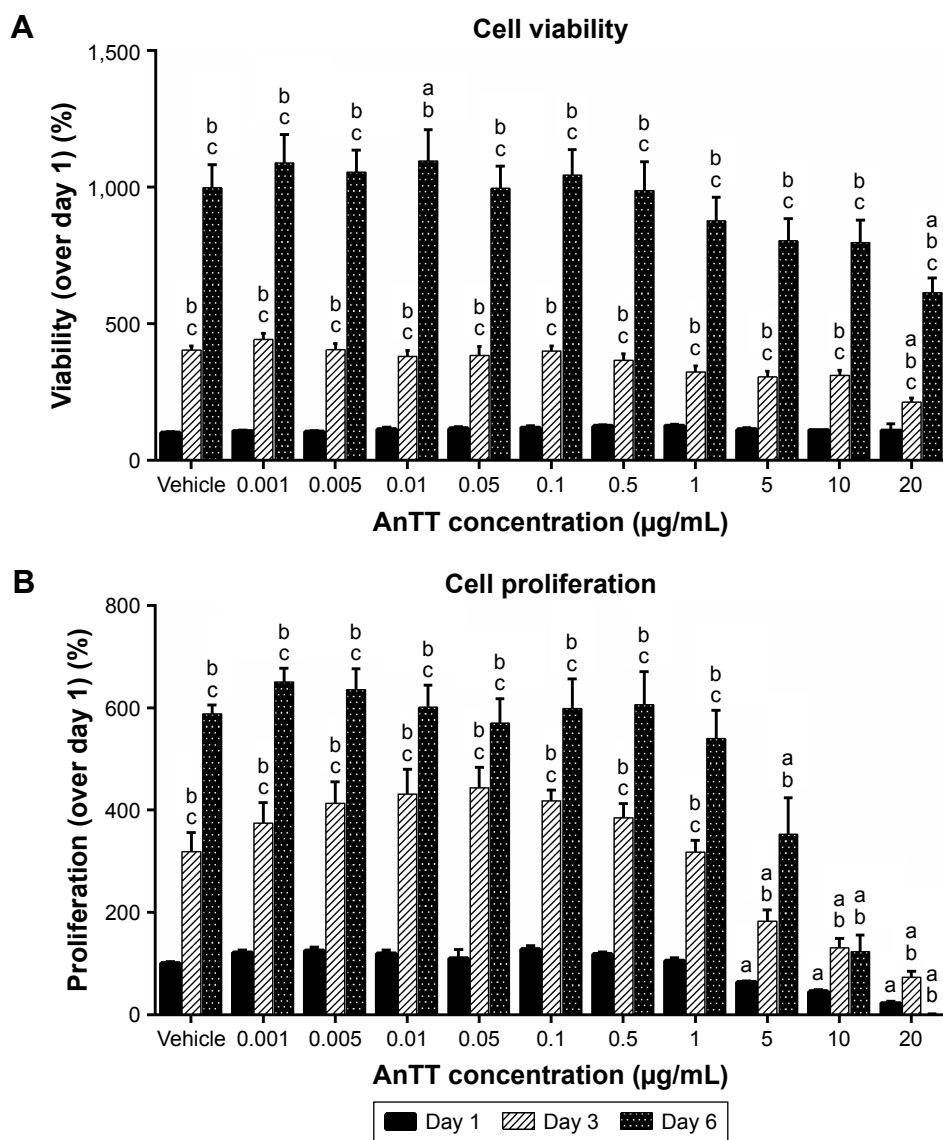 A
Cell viability
Viability (over day 1) (%)
1,500
1,000
500
0
b c b c b c b c a b b c b c b c b c b c a b c
b c b c b c b c b c b c b c b c b c b c a b c
Vehicle 0.001 0.005 0.01 0.05 0.1 0.5 1 5 10 20
AnTT concentration (µg/mL)
B
Cell proliferation
Proliferation (over day 1) (%)
800
600
400
200
0
b c b c b c b c b c b c b c b c a b a b a b
b c b c b c b c b c b c b c b c a b a b a b
a a a
Vehicle 0.001 0.005 0.01 0.05 0.1 0.5 1 5 10 20
AnTT concentration (µg/mL)
Day 1 Day 3 Day 6